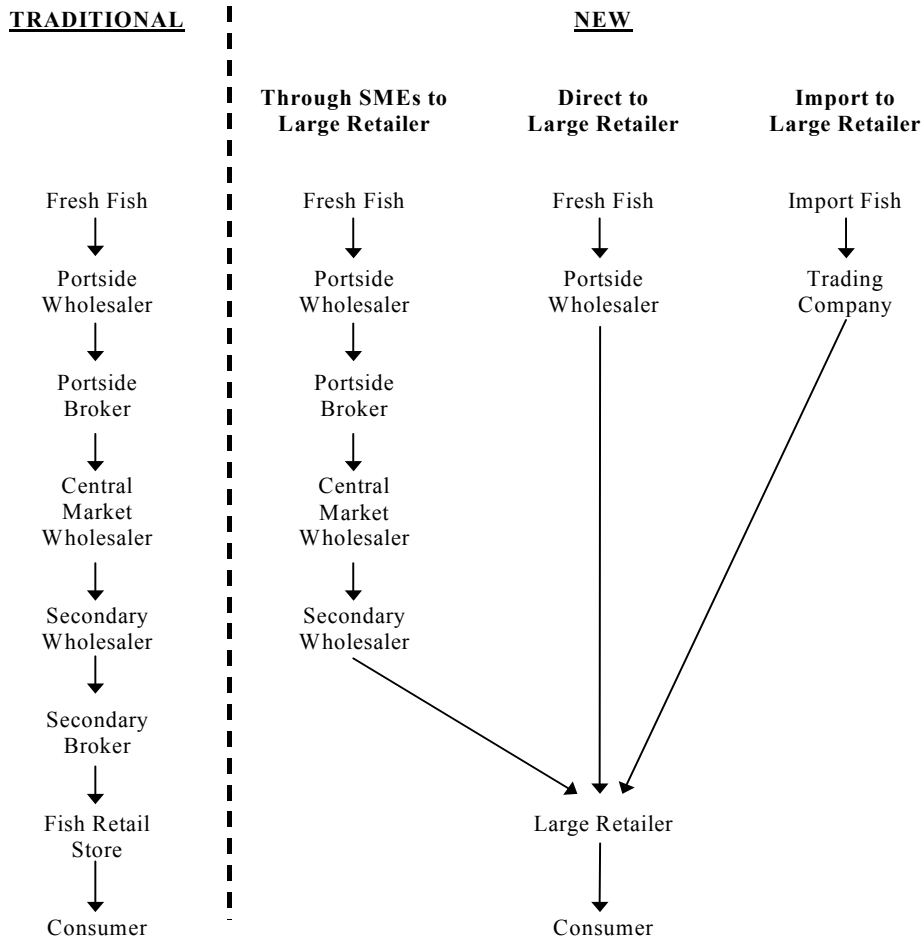 TRADITIONAL
NEW
Through SMEs to
Large Retailer
Direct to
Large Retailer
Import to
Large Retailer
Fresh Fish
Portside
Wholesaler
Portside
Broker
Central
Market
Wholesaler
Secondary
Wholesaler
Secondary
Broker
Fish Retail
Store
Consumer
Fresh Fish
Portside
Wholesaler
Portside
Broker
Central
Market
Wholesaler
Secondary
Wholesaler
Fresh Fish
Portside
Wholesaler
Import Fish
Trading
Company
Large Retailer
Consumer